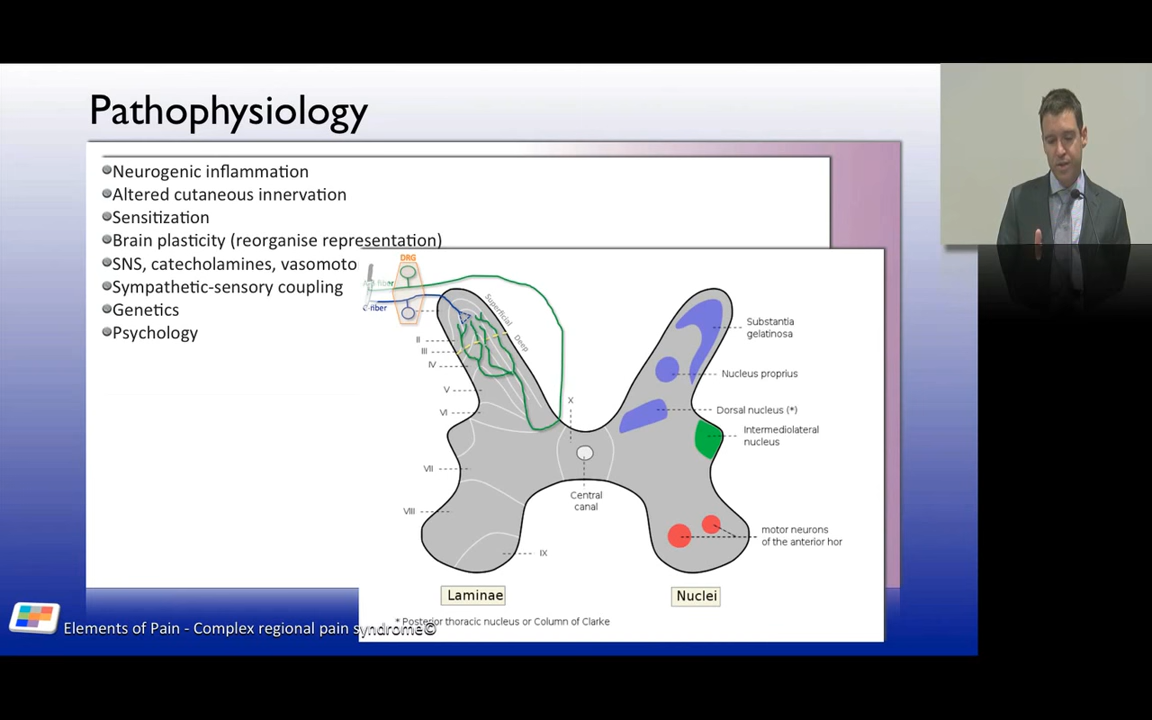 Pathophysiology
Neurogenic inflammation
Altered cutaneous innervation
Sensitization
Brain plasticity (reorganise representation)
SNS, catecholamines, vasomoto
Sympathetic-sensory coupling
Genetics
Psychology
DRG
fiber
C-fiber
Superficial
Deep
II
III
IV
V
VI
VII
VIII
IX
X
Central
canal
Substantia
gelatinosa
Nucleus proprius
Dorsal nucleus (*)
Intermediolateral
nucleus
motor neurons
of the anterior hor
Laminae
Nuclei
* Posterior thoracic nucleus or Column of Clarke
Elements of Pain - Complex regional pain syndrome©